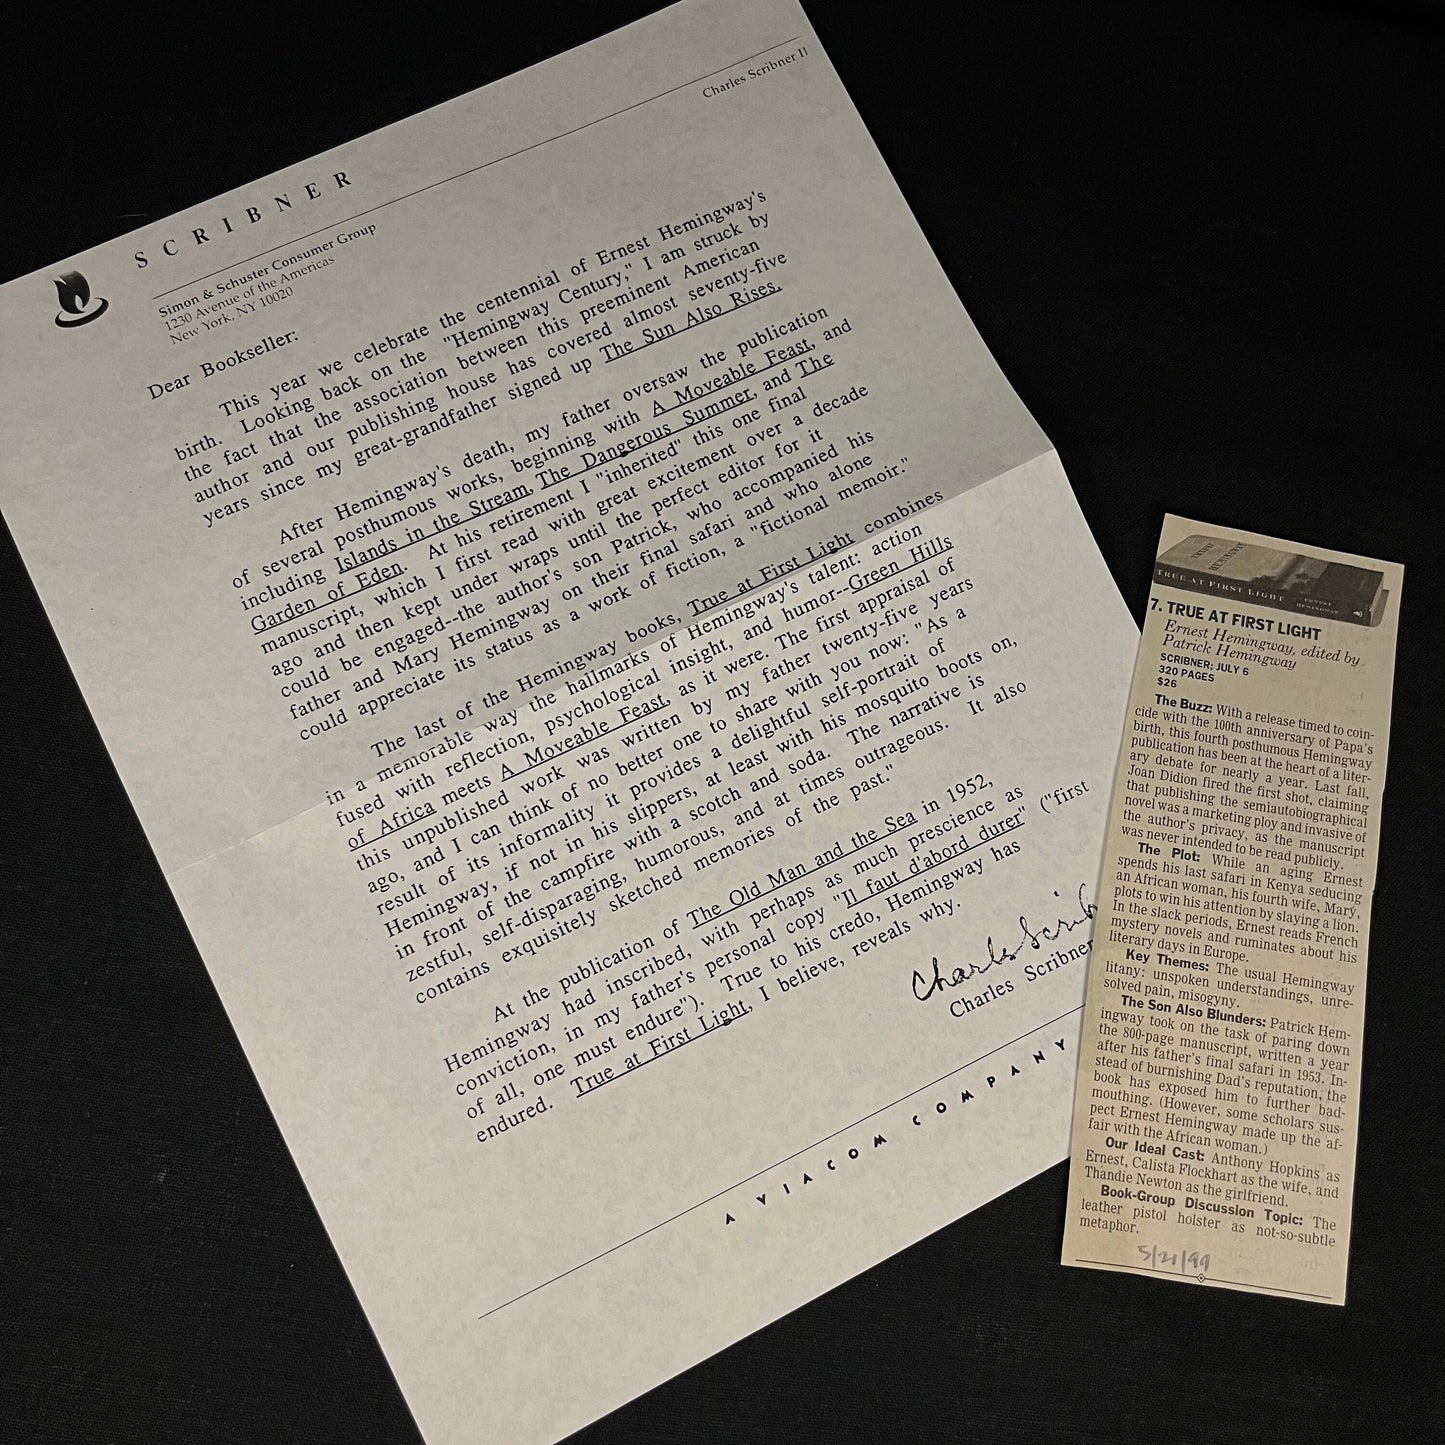 Charles Scribner II
SCRIBNER
Simon & Schuster Consumer Group
1230 Avenue of the Americas
New York, NY 10020
Dear Bookseller:
This year we celebrate the centennial of Ernest Hemingway's
birth. Looking back on the "Hemingway Century," I am struck by
the fact that the association between this preeminent American
author and our publishing house has covered almost seventy-five
years since my great-grandfather signed up The Sun Also Rises.
After Hemingway's death, my father oversaw the publication
of several posthumous works, beginning with A Moveable Feast, and
including Islands in the Stream, The Dangerous Summer, and The
Garden of Eden. At his retirement I "inherited" this one final
manuscript, which I first read with great excitement over a decade
ago and then kept under wraps until the perfect editor for it
could be engaged--the author's son Patrick, who accompanied his
father and Mary Hemingway on their final safari and who alone
could appreciate its status as a work of fiction, a "fictional memoir."
The last of the Hemingway books, True at First Light combines
in a memorable way the hallmarks of Hemingway's talent: action
fused with reflection, psychological insight, and humor--Green Hills
of Africa meets A Moveable Feast, as it were. The first appraisal of
this unpublished work was written by my father twenty-five years
ago, and I can think of no better one to share with you now: "As a
result of its informality it provides a delightful self-portrait of
Hemingway, if not in his slippers, at least with his mosquito boots on,
in front of the campfire with a scotch and soda. The narrative is
zestful, self-disparaging, humorous, and at times outrageous. It also
contains exquisitely sketched memories of the past."
At the publication of The Old Man and the Sea in 1952,
Hemingway had inscribed, with perhaps as much prescience as
conviction, in my father's personal copy "Il faut d'abord durer" ("first
of all, one must endure"). True to his credo, Hemingway has
endured. True at First Light, I believe, reveals why.
Charles Scrib
Charles Scribner
A VIACOM COMPANY
TRUE AT FIRST LIGHT
ERNEST
HEMINGWAY
7. TRUE AT FIRST LIGHT
Ernest Hemingway, edited by
Patrick Hemingway
SCRIBNER; JULY 6
320 PAGES
$26
The Buzz: With a release timed to coin-
cide with the 100th anniversary of Papa's
birth, this fourth posthumous Hemingway
publication has been at the heart of a liter-
ary debate for nearly a year. Last fall,
Joan Didion fired the first shot, claiming
that publishing the semiautobiographical
novel was a marketing ploy and invasive of
the author's privacy, as the manuscript
was never intended to be read publicly.
The Plot: While an aging Ernest
spends his last safari in Kenya seducing
an African woman, his fourth wife, Mary,
plots to win his attention by slaying a lion.
In the slack periods, Ernest reads French
mystery novels and ruminates about his
literary days in Europe.
Key Themes: The usual Hemingway
litany: unspoken understandings, unre-
solved pain, misogyny.
The Son Also Blunders: Patrick Hem-
ingway took on the task of paring down
the 800-page manuscript, written a year
after his father's final safari in 1953. In-
stead of burnishing Dad's reputation, the
book has exposed him to further bad-
mouthing. (However, some scholars sus-
pect Ernest Hemingway made up the af-
fair with the African woman.)
Our Ideal Cast: Anthony Hopkins as
Ernest, Calista Flockhart as the wife, and
Thandie Newton as the girlfriend.
Book-Group Discussion Topic: The
leather pistol holster as not-so-subtle
metaphor.
5/21/99